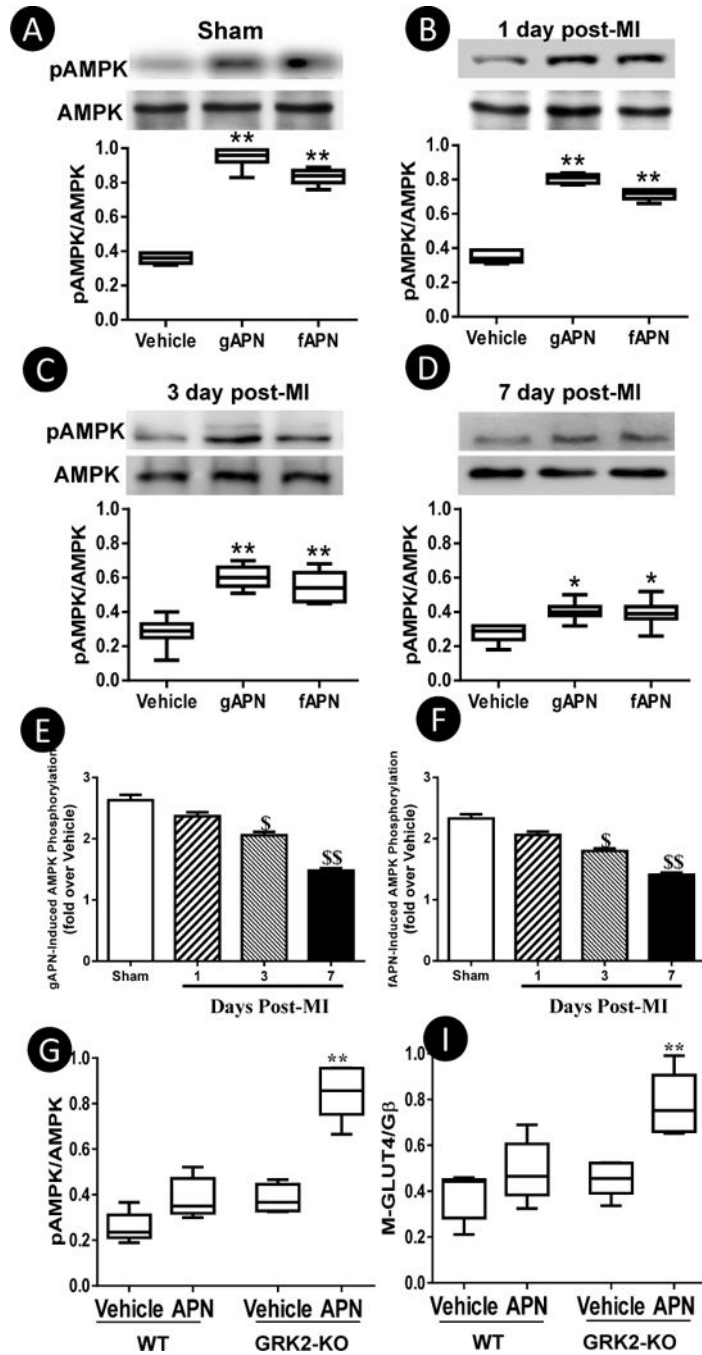 A
Sham
pAMPK
AMPK
pAMPK/AMPK
1.0
0.8
0.6
0.4
0.2
0.0
**
**
Vehicle gAPN fAPN
B
1 day post-MI
pAMPK/AMPK
1.0
0.8
0.6
0.4
0.2
0.0
**
**
Vehicle gAPN fAPN
C
3 day post-MI
pAMPK
AMPK
pAMPK/AMPK
1.0
0.8
0.6
0.4
0.2
0.0
**
**
Vehicle gAPN fAPN
D
7 day post-MI
pAMPK/AMPK
1.0
0.8
0.6
0.4
0.2
0.0
*
*
Vehicle gAPN fAPN
E
gAPN-Induced AMPK Phosphorylation
(fold over Vehicle)
3
2
1
0
$
$$
Sham 1 3 7
Days Post-MI
F
fAPN-Induced AMPK Phosphorylation
(fold over Vehicle)
3
2
1
0
$
$$
Sham 1 3 7
Days Post-MI
G
pAMPK/AMPK
1.0
0.8
0.6
0.4
0.2
0.0
**
Vehicle APN Vehicle APN
WT GRK2-KO
I
M-GLUT4/Gβ
1.0
0.8
0.6
0.4
0.2
0.0
**
Vehicle APN Vehicle APN
WT GRK2-KO